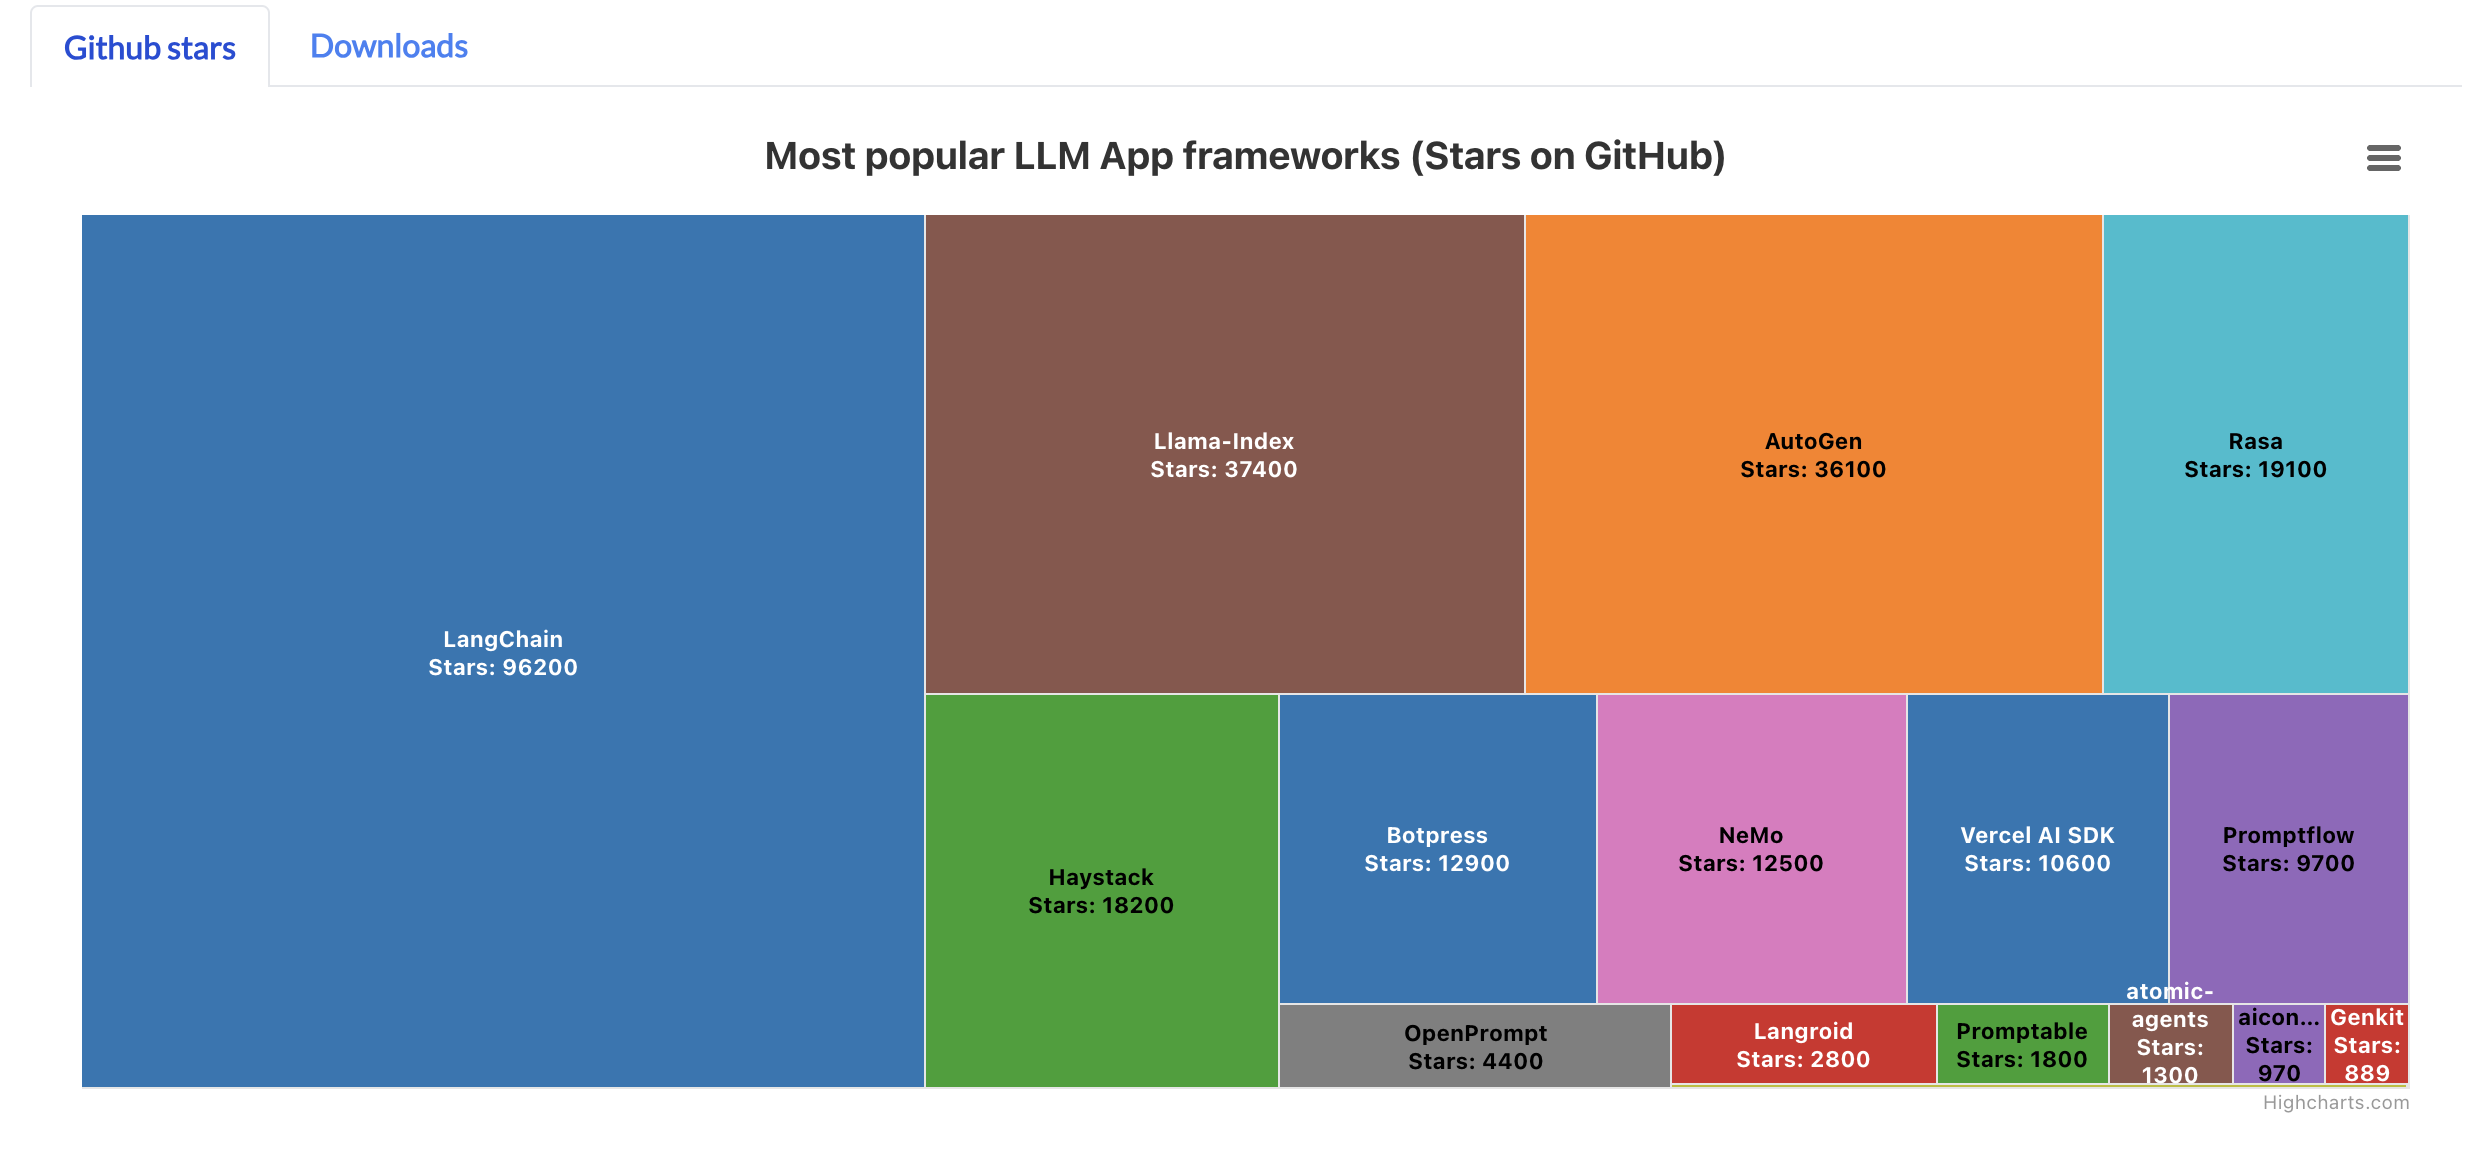 Github stars
Downloads
Most popular LLM App frameworks (Stars on GitHub)
LangChain
Stars: 96200
Llama-Index
Stars: 37400
AutoGen
Stars: 36100
Rasa
Stars: 19100
Haystack
Stars: 18200
Botpress
Stars: 12900
NeMo
Stars: 12500
Vercel AI SDK
Stars: 10600
Promptflow
Stars: 9700
OpenPrompt
Stars: 4400
Langroid
Stars: 2800
Promptable
Stars: 1800
atomic-
agents
Stars:
1300
aicon...
Stars:
970
Genkit
Stars:
889
Highcharts.com